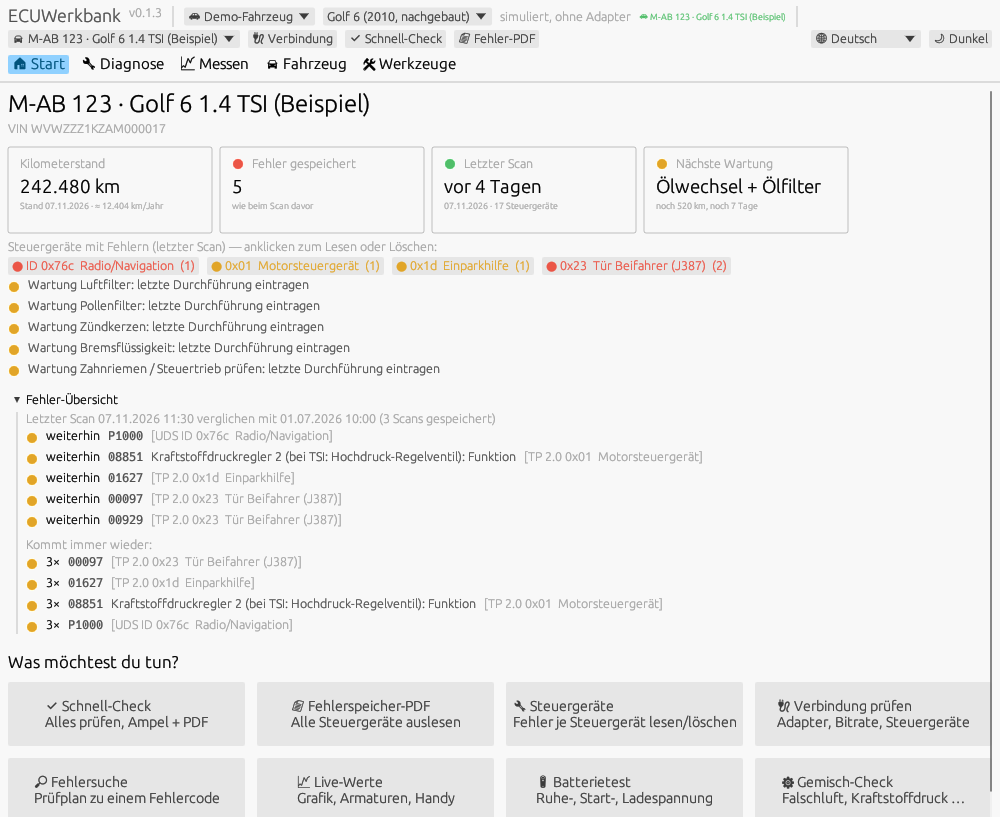 ECUWerkbank v0.1.3 Demo-Fahrzeug Golf 6 (2010, nachgebaut) simuliert, ohne Adapter M-AB 123 · Golf 6 1.4 TSI (Beispiel)
M-AB 123 · Golf 6 1.4 TSI (Beispiel) Verbindung Schnell-Check Fehler-PDF Deutsch Dunkel
Start Diagnose Messen Fahrzeug Werkzeuge
M-AB 123 · Golf 6 1.4 TSI (Beispiel)
VIN WVWZZZ1KZAM000017
Kilometerstand
242.480 km
Stand 07.11.2026 · ≈ 12.404 km/Jahr
Fehler gespeichert
5
wie beim Scan davor
Letzter Scan
vor 4 Tagen
07.11.2026 · 17 Steuergeräte
Nächste Wartung
Ölwechsel + Ölfilter
noch 520 km, noch 7 Tage
Steuergeräte mit Fehlern (letzter Scan) — anklicken zum Lesen oder Löschen:
ID 0x76c Radio/Navigation (1) 0x01 Motorsteuergerät (1) 0x1d Einparkhilfe (1) 0x23 Tür Beifahrer (J387) (2)
Wartung Luftfilter: letzte Durchführung eintragen
Wartung Pollenfilter: letzte Durchführung eintragen
Wartung Zündkerzen: letzte Durchführung eintragen
Wartung Bremsflüssigkeit: letzte Durchführung eintragen
Wartung Zahnriemen / Steuertrieb prüfen: letzte Durchführung eintragen
Fehler-Übersicht
Letzter Scan 07.11.2026 11:30 verglichen mit 01.07.2026 10:00 (3 Scans gespeichert)
weiterhin P1000 [UDS ID 0x76c Radio/Navigation]
weiterhin 08851 Kraftstoffdruckregler 2 (bei TSI: Hochdruck-Regelventil): Funktion [TP 2.0 0x01 Motorsteuergerät]
weiterhin 01627 [TP 2.0 0x1d Einparkhilfe]
weiterhin 00097 [TP 2.0 0x23 Tür Beifahrer (J387)]
weiterhin 00929 [TP 2.0 0x23 Tür Beifahrer (J387)]
Kommt immer wieder:
3× 00097 [TP 2.0 0x23 Tür Beifahrer (J387)]
3× 01627 [TP 2.0 0x1d Einparkhilfe]
3× 08851 Kraftstoffdruckregler 2 (bei TSI: Hochdruck-Regelventil): Funktion [TP 2.0 0x01 Motorsteuergerät]
3× P1000 [UDS ID 0x76c Radio/Navigation]
Was möchtest du tun?
Schnell-Check
Alles prüfen, Ampel + PDF
Fehlerspeicher-PDF
Alle Steuergeräte auslesen
Steuergeräte
Fehler je Steuergerät lesen/löschen
Verbindung prüfen
Adapter, Bitrate, Steuergeräte
Fehlersuche
Prüfplan zu einem Fehlercode
Live-Werte
Grafik, Armaturen, Handy
Batterietest
Ruhe-, Start-, Ladespannung
Gemisch-Check
Falschluft, Kraftstoffdruck …